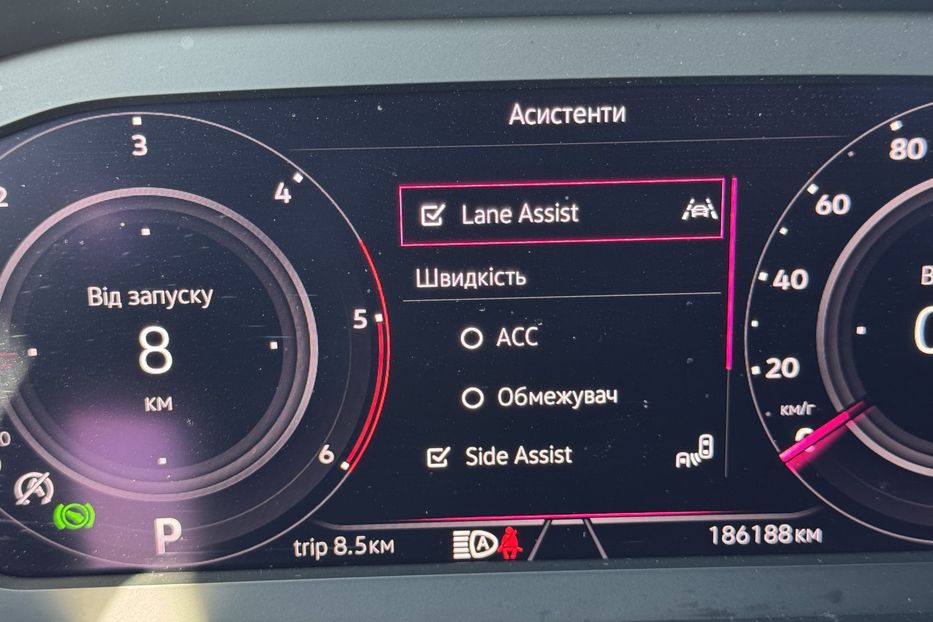 Асистенти
Lane Assist
Швидкість
ACC
Обмежувач
Side Assist
2
3
4
5
6
Від запуску
8
км
P
trip 8.5км
A
186188км
80
60
40
20
км/г
0